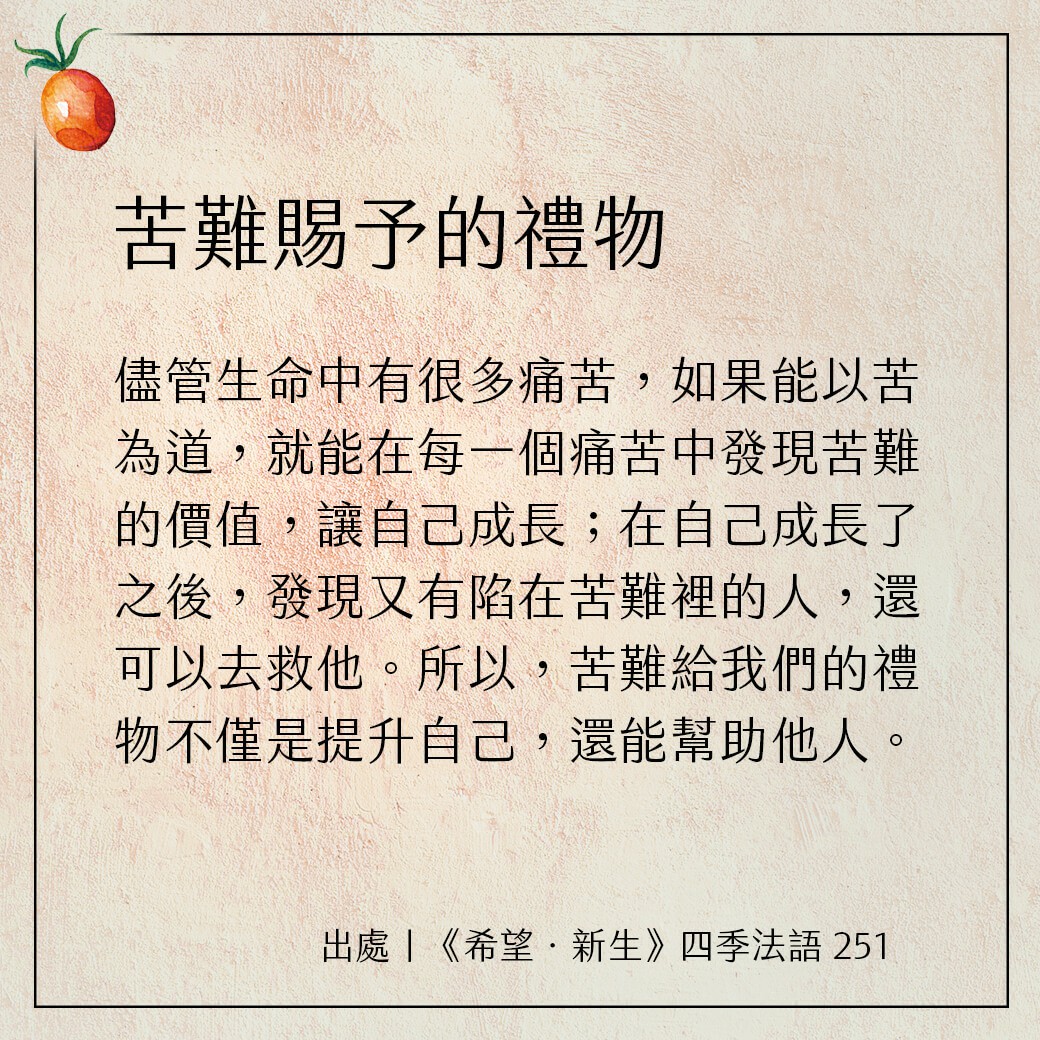 苦難賜予的禮物
儘管生命中有很多痛苦，如果能以苦
為道，就能在每一個痛苦中發現苦難
的價值，讓自己成長；在自己成長了
之後，發現又有陷在苦難裡的人，還
可以去救他。所以，苦難給我們的禮
物不僅是提升自己，還能幫助他人。
出處｜《希望．新生》四季法語 251